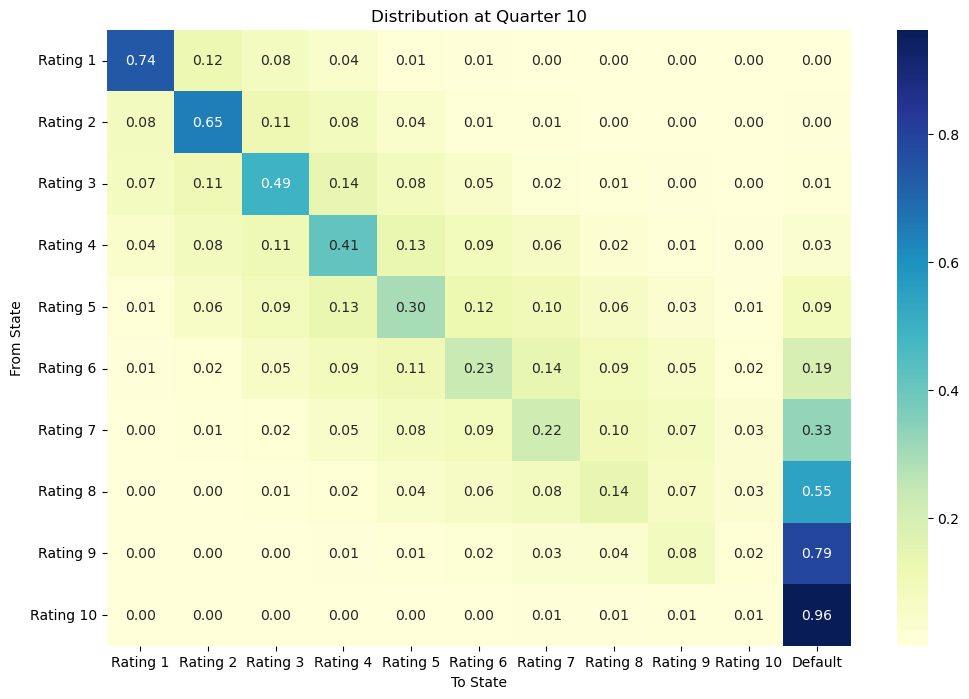 Distribution at Quarter 10
Rating 1 0.74 0.12 0.08 0.04 0.01 0.01 0.00 0.00 0.00 0.00 0.00
Rating 2 0.08 0.65 0.11 0.08 0.04 0.01 0.01 0.00 0.00 0.00 0.00
Rating 3 0.07 0.11 0.49 0.14 0.08 0.05 0.02 0.01 0.00 0.00 0.01
Rating 4 0.04 0.08 0.11 0.41 0.13 0.09 0.06 0.02 0.01 0.00 0.03
Rating 5 0.01 0.06 0.09 0.13 0.30 0.12 0.10 0.06 0.03 0.01 0.09
Rating 6 0.01 0.02 0.05 0.09 0.11 0.23 0.14 0.09 0.05 0.02 0.19
Rating 7 0.00 0.01 0.02 0.05 0.08 0.09 0.22 0.10 0.07 0.03 0.33
Rating 8 0.00 0.00 0.01 0.02 0.04 0.06 0.08 0.14 0.07 0.03 0.55
Rating 9 0.00 0.00 0.00 0.01 0.01 0.02 0.03 0.04 0.08 0.02 0.79
Rating 10 0.00 0.00 0.00 0.00 0.00 0.00 0.01 0.01 0.01 0.01 0.96
Rating 1 Rating 2 Rating 3 Rating 4 Rating 5 Rating 6 Rating 7 Rating 8 Rating 9 Rating 10 Default
To State
From State
0.8
0.6
0.4
0.2